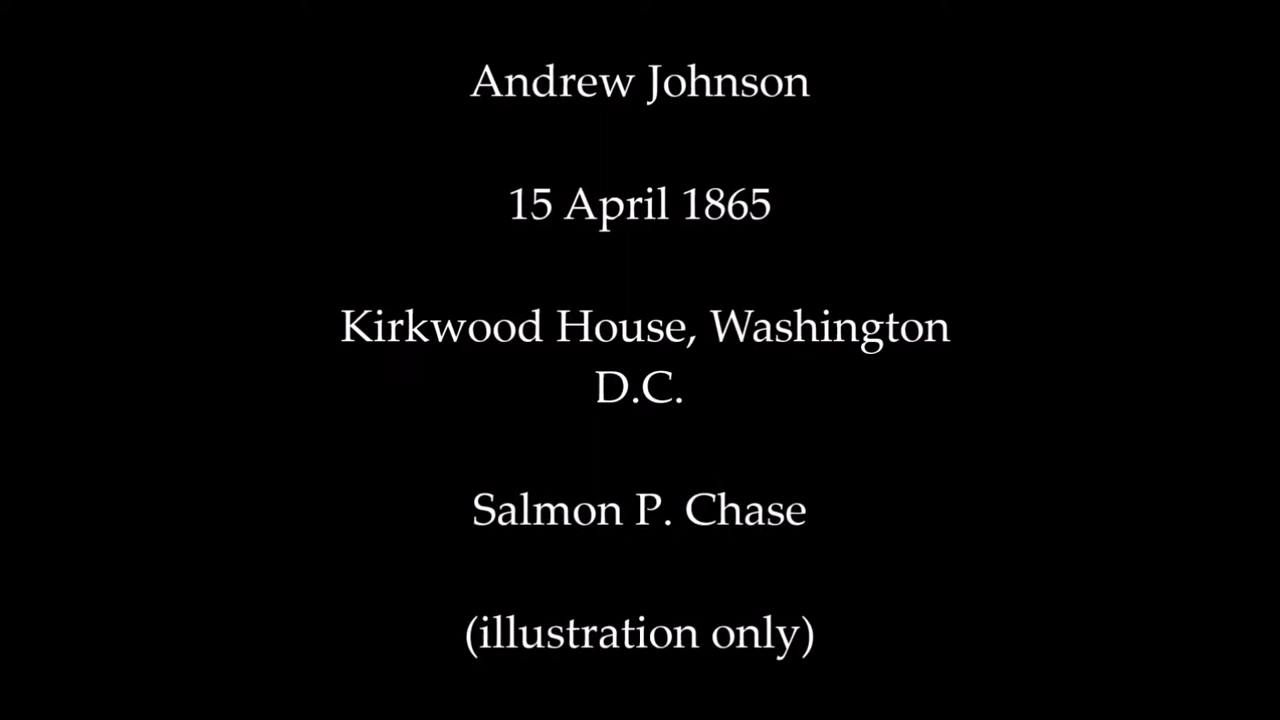 Andrew Johnson
15 April 1865
Kirkwood House, Washington
D.C.
Salmon P. Chase
(illustration only)